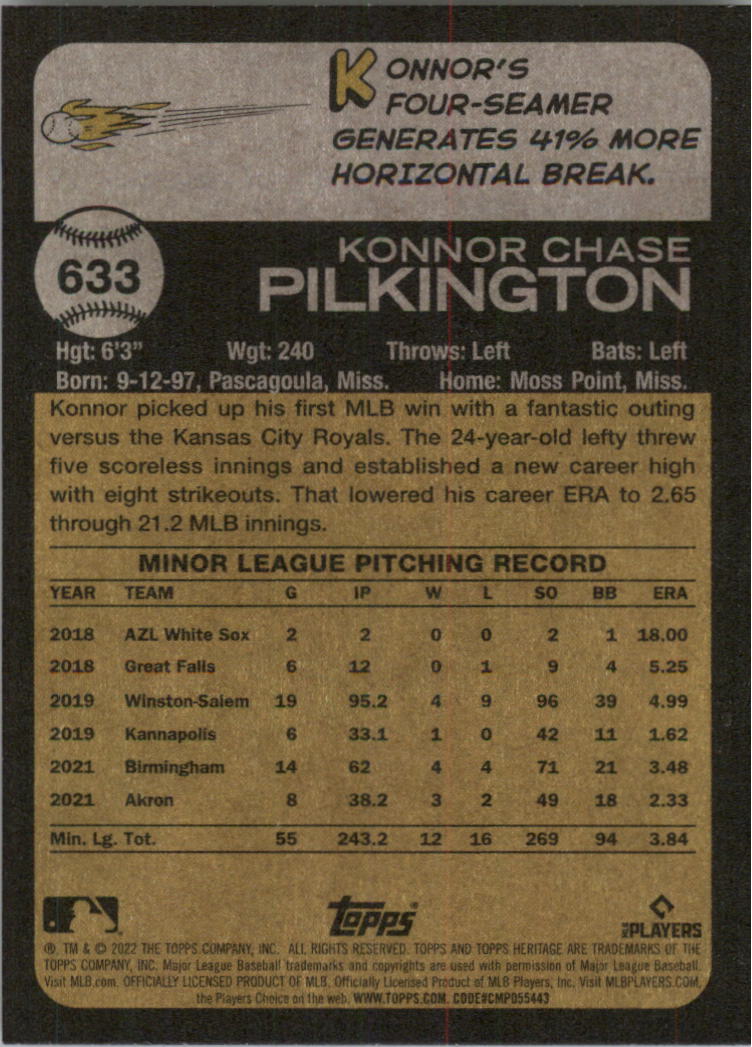 KONNOR'S
FOUR-SEAMER
GENERATES 41% MORE
HORIZONTAL BREAK.
633
KONNOR CHASE
PILKINGTON
Hgt: 6'3" Wgt: 240 Throws: Left Bats: Left
Born: 9-12-97, Pascagoula, Miss. Home: Moss Point, Miss.
Konnor picked up his first MLB win with a fantastic outing
versus the Kansas City Royals. The 24-year-old lefty threw
five scoreless innings and established a new career high
with eight strikeouts. That lowered his career ERA to 2.65
through 21.2 MLB innings.
MINOR LEAGUE PITCHING RECORD
YEAR TEAM G IP W L SO BB ERA
2018 AZL White Sox 2 2 0 0 2 1 18.00
2018 Great Falls 6 12 0 1 9 4 5.25
2019 Winston-Salem 19 95.2 4 9 96 39 4.99
2019 Kannapolis 6 33.1 1 0 42 11 1.62
2021 Birmingham 14 62 4 4 71 21 3.48
2021 Akron 8 38.2 3 2 49 18 2.33
Min. Lg. Tot. 55 243.2 12 16 269 94 3.84
Topps® MLB PLAYERS
®, TM & © 2022 THE TOPPS COMPANY, INC. ALL RIGHTS RESERVED. TOPPS AND TOPPS HERITAGE ARE TRADEMARKS OF THE
TOPPS COMPANY, INC. Major League Baseball trademarks and copyrights are used with permission of Major League Baseball.
Visit MLB.com. OFFICIALLY LICENSED PRODUCT OF MLB. Officially Licensed Product of MLB Players, Inc. Visit MLBPLAYERS.COM,
the Players Choice on the web. WWW.TOPPS.COM. CODE#CMP055443